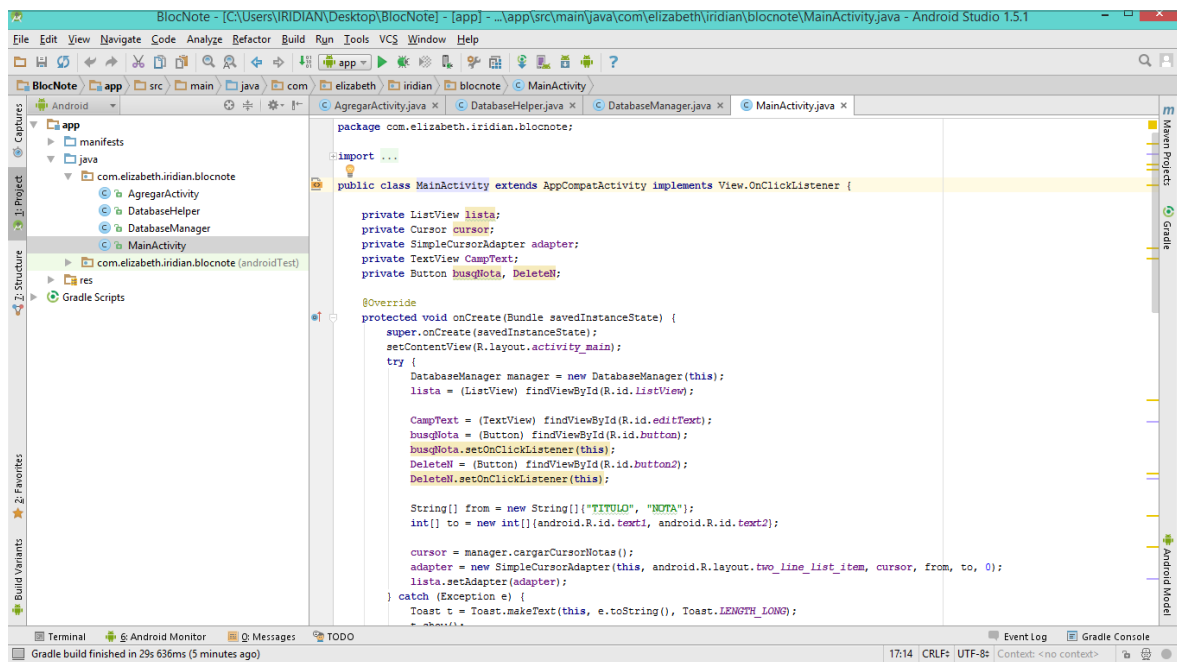 BlocNote - [C:\Users\IRIDIAN\Desktop\BlocNote] - [app] - ...\app\src\main\java\com\elizabeth\iridian\blocnote\MainActivity.java - Android Studio 1.5.1
File Edit View Navigate Code Analyze Refactor Build Run Tools VCS Window Help
app
BlocNote app src main java com elizabeth iridian blocnote MainActivity
Android
AgregarActivity.java × DatabaseHelper.java × DatabaseManager.java × MainActivity.java ×
Captures
1: Project
7: Structure
2: Favorites
Build Variants
app
manifests
java
com.elizabeth.iridian.blocnote
AgregarActivity
DatabaseHelper
DatabaseManager
MainActivity
com.elizabeth.iridian.blocnote (androidTest)
res
Gradle Scripts
package com.elizabeth.iridian.blocnote;
import ...
public class MainActivity extends AppCompatActivity implements View.OnClickListener {
private ListView lista;
private Cursor cursor;
private SimpleCursorAdapter adapter;
private TextView CampText;
private Button busqNota, DeleteN;
@Override
protected void onCreate(Bundle savedInstanceState) {
super.onCreate(savedInstanceState);
setContentView(R.layout.activity_main);
try {
DatabaseManager manager = new DatabaseManager(this);
lista = (ListView) findViewById(R.id.listView);
CampText = (TextView) findViewById(R.id.editText);
busqNota = (Button) findViewById(R.id.button);
busqNota.setOnClickListener(this);
DeleteN = (Button) findViewById(R.id.button2);
DeleteN.setOnClickListener(this);
String[] from = new String[]{"TITULO", "NOTA"};
int[] to = new int[]{android.R.id.text1, android.R.id.text2};
cursor = manager.cargarCursorNotas();
adapter = new SimpleCursorAdapter(this, android.R.layout.two_line_list_item, cursor, from, to, 0);
lista.setAdapter(adapter);
} catch (Exception e) {
Toast t = Toast.makeText(this, e.toString(), Toast.LENGTH_LONG);
t.show();
m
Maven Projects
Gradle
Android Model
Terminal 6: Android Monitor 0: Messages TODO Event Log Gradle Console
Gradle build finished in 29s 636ms (5 minutes ago) 17:14 CRLF UTF-8 Context: <no context>